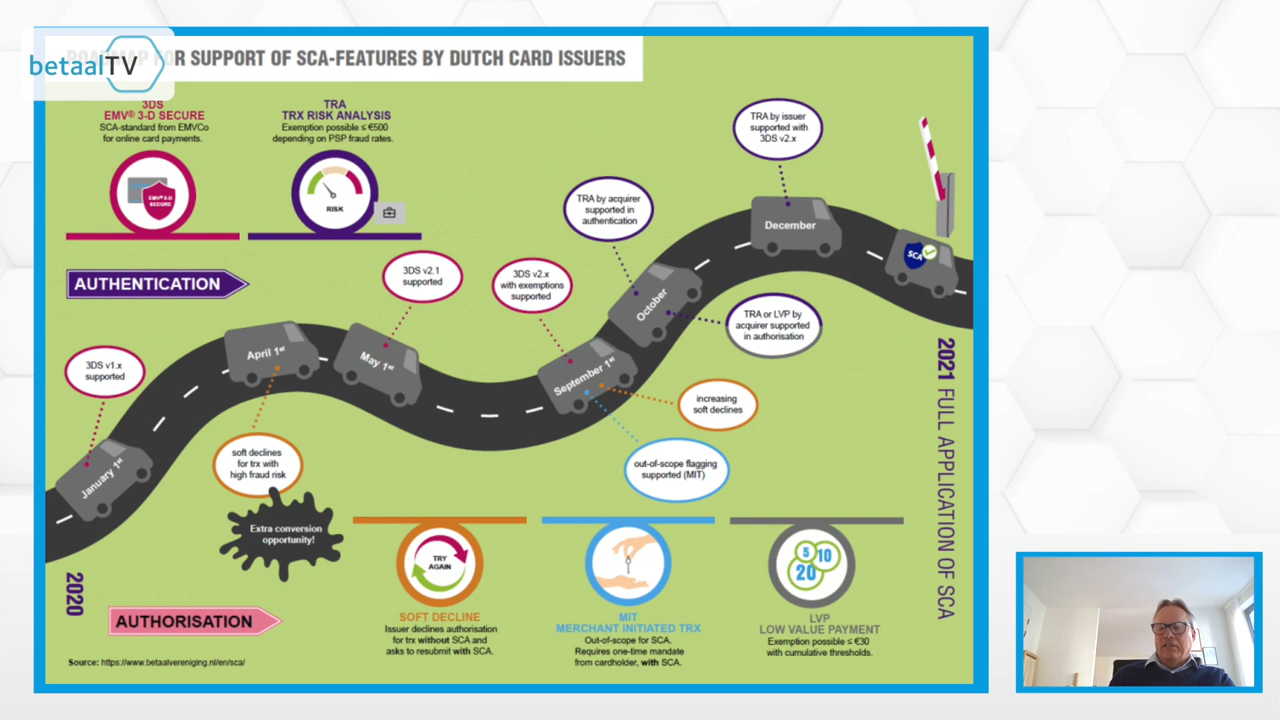 betaalTV
FOR SUPPORT OF SCA-FEATURES BY DUTCH CARD ISSUERS
3DS
EMV® 3-D SECURE
SCA-standard from EMVCo
for online card payments.
EMV® 3-D
SECURE
TRA
TRX RISK ANALYSIS
Exemption possible ≤ €500
depending on PSP fraud rates.
RISK
AUTHENTICATION
3DS v1.x
supported
January 1st
April 1st
soft declines
for trx with
high fraud risk
Extra conversion
opportunity!
3DS v2.1
supported
May 1st
3DS v2.x
with exemptions
supported
September 1st
increasing
soft declines
out-of-scope flagging
supported (MIT)
TRA by acquirer
supported in
authentication
October
TRA or LVP by
acquirer supported
in authorisation
TRA by issuer
supported with
3DS v2.x
December
SCA
2020
2021 FULL APPLICATION OF SCA
AUTHORISATION
TRY
AGAIN
SOFT DECLINE
Issuer declines authorisation
for trx without SCA and
asks to resubmit with SCA.
MIT
MERCHANT INITIATED TRX
Out-of-scope for SCA.
Requires one-time mandate
from cardholder, with SCA.
5 10
20
LVP
LOW VALUE PAYMENT
Exemption possible ≤ €30
with cumulative thresholds.
Source: https://www.betaalvereniging.nl/en/sca/